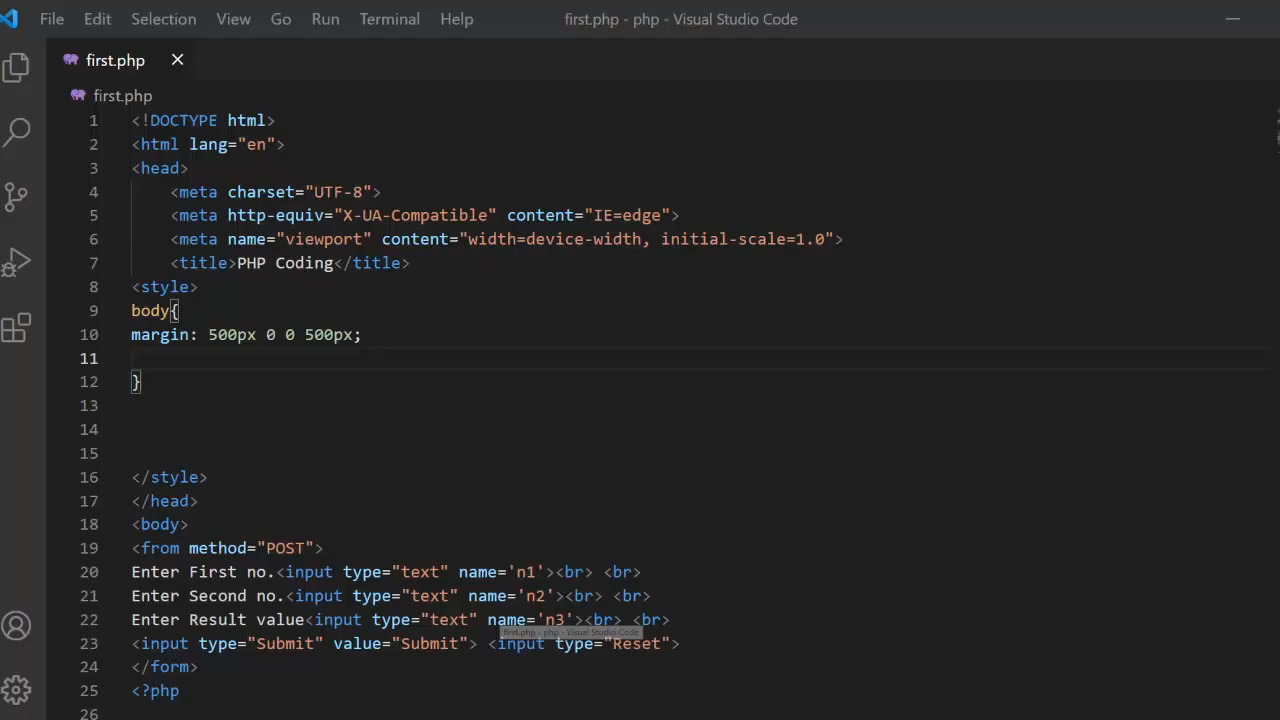 File Edit Selection View Go Run Terminal Help first.php - php - Visual Studio Code
first.php
first.php
1 <!DOCTYPE html>
2 <html lang="en">
3 <head>
4 <meta charset="UTF-8">
5 <meta http-equiv="X-UA-Compatible" content="IE=edge">
6 <meta name="viewport" content="width=device-width, initial-scale=1.0">
7 <title>PHP Coding</title>
8 <style>
9 body{
10 margin: 500px 0 0 500px;
11
12 }
13
14
15
16 </style>
17 </head>
18 <body>
19 <from method="POST">
20 Enter First no.<input type="text" name='n1'><br> <br>
21 Enter Second no.<input type="text" name='n2'><br> <br>
22 Enter Result value<input type="text" name='n3'><br> <br>
first.php - php - Visual Studio Code
23 <input type="Submit" value="Submit"> <input type="Reset">
24 </form>
25 <?php
26